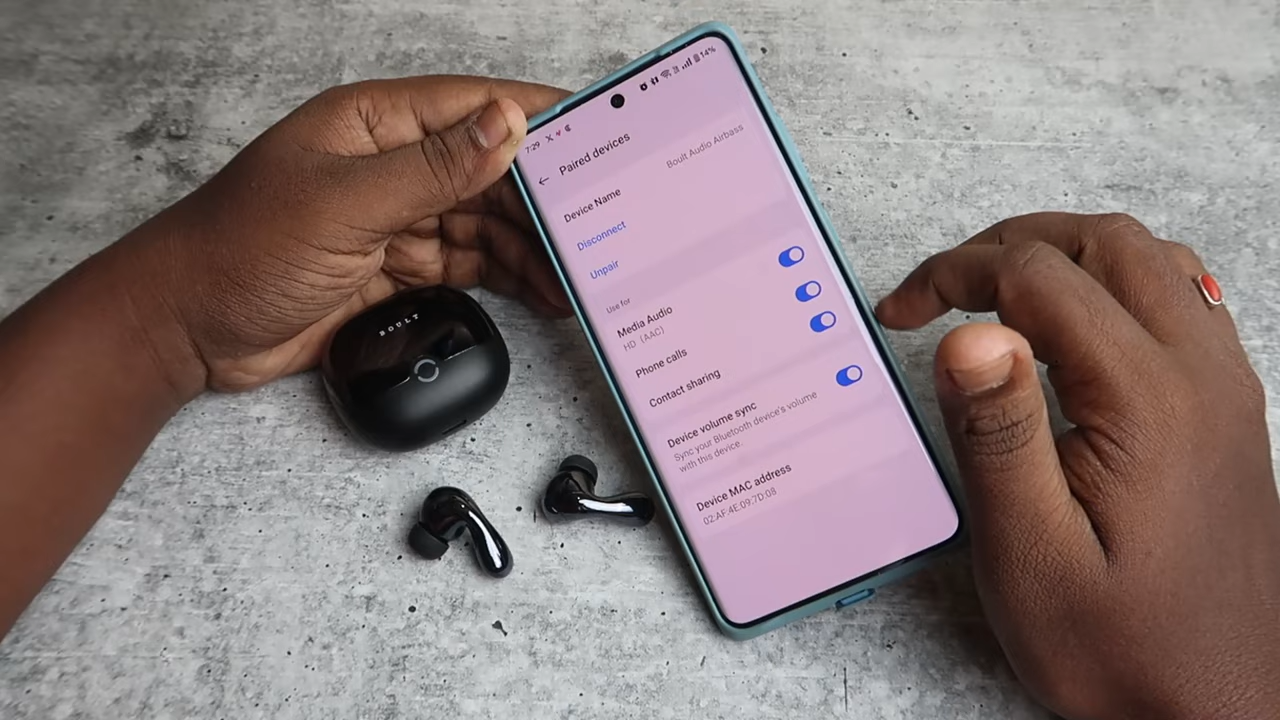 7:29
14%
Paired devices
Device Name
Boult Audio Airbass
Disconnect
Unpair
Use for
Media Audio
HD (AAC)
Phone calls
Contact sharing
Device volume sync
Sync your Bluetooth device's volume
with this device.
Device MAC address
02:AF:4E:09:7D:08
BOULT